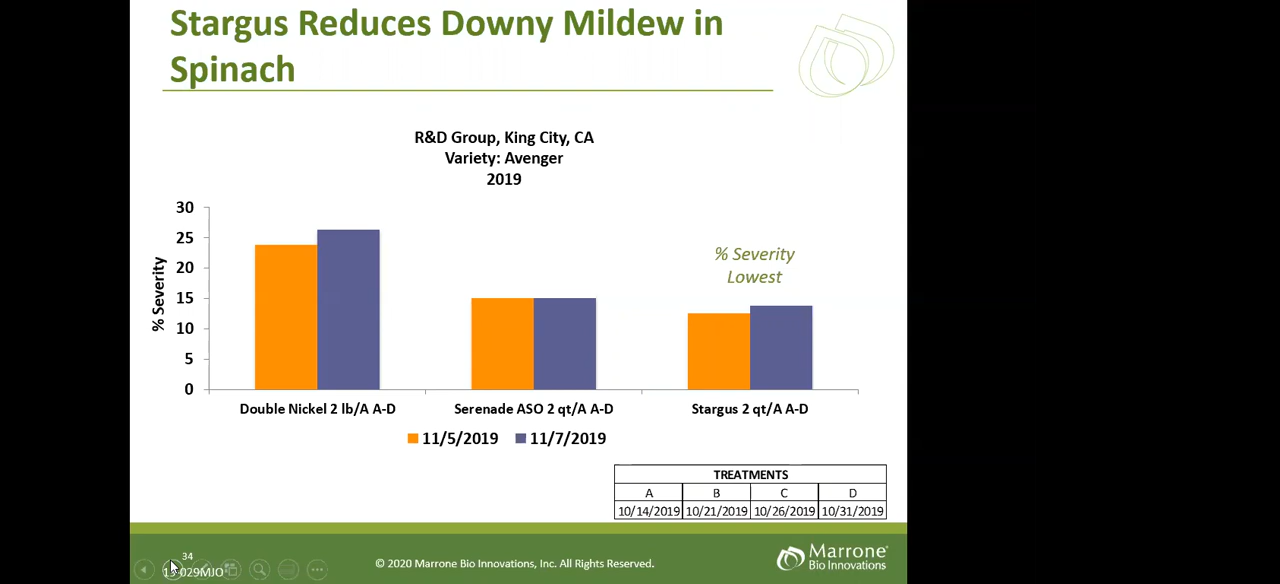 Stargus Reduces Downy Mildew in
Spinach
R&D Group, King City, CA
Variety: Avenger
2019
30
25
20
15
10
5
0
% Severity
% Severity
Lowest
Double Nickel 2 lb/A A-D
Serenade ASO 2 qt/A A-D
Stargus 2 qt/A A-D
11/5/2019 11/7/2019
TREATMENTS
A B C D
10/14/2019 10/21/2019 10/26/2019 10/31/2019
34
© 2020 Marrone Bio Innovations, Inc. All Rights Reserved.
Marrone®
Bio Innovations